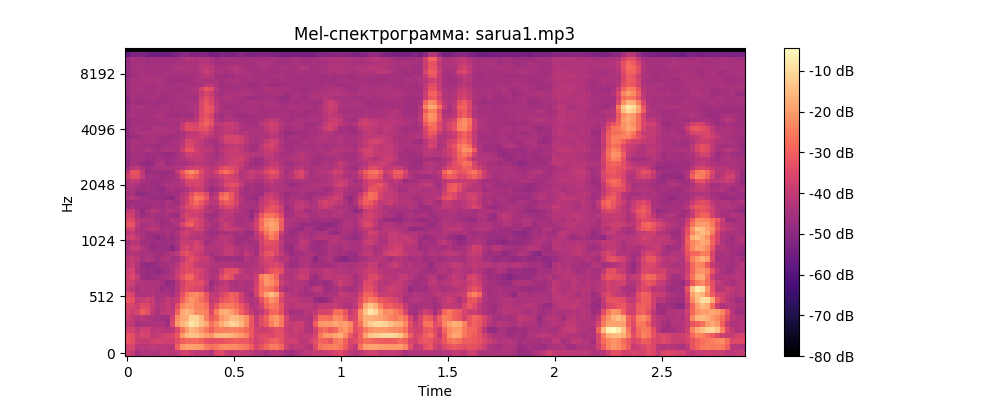 Mel-спектрограмма: sarua1.mp3
8192
4096
2048
1024
512
0
Hz
0 0.5 1 1.5 2 2.5
Time
-10 dB
-20 dB
-30 dB
-40 dB
-50 dB
-60 dB
-70 dB
-80 dB